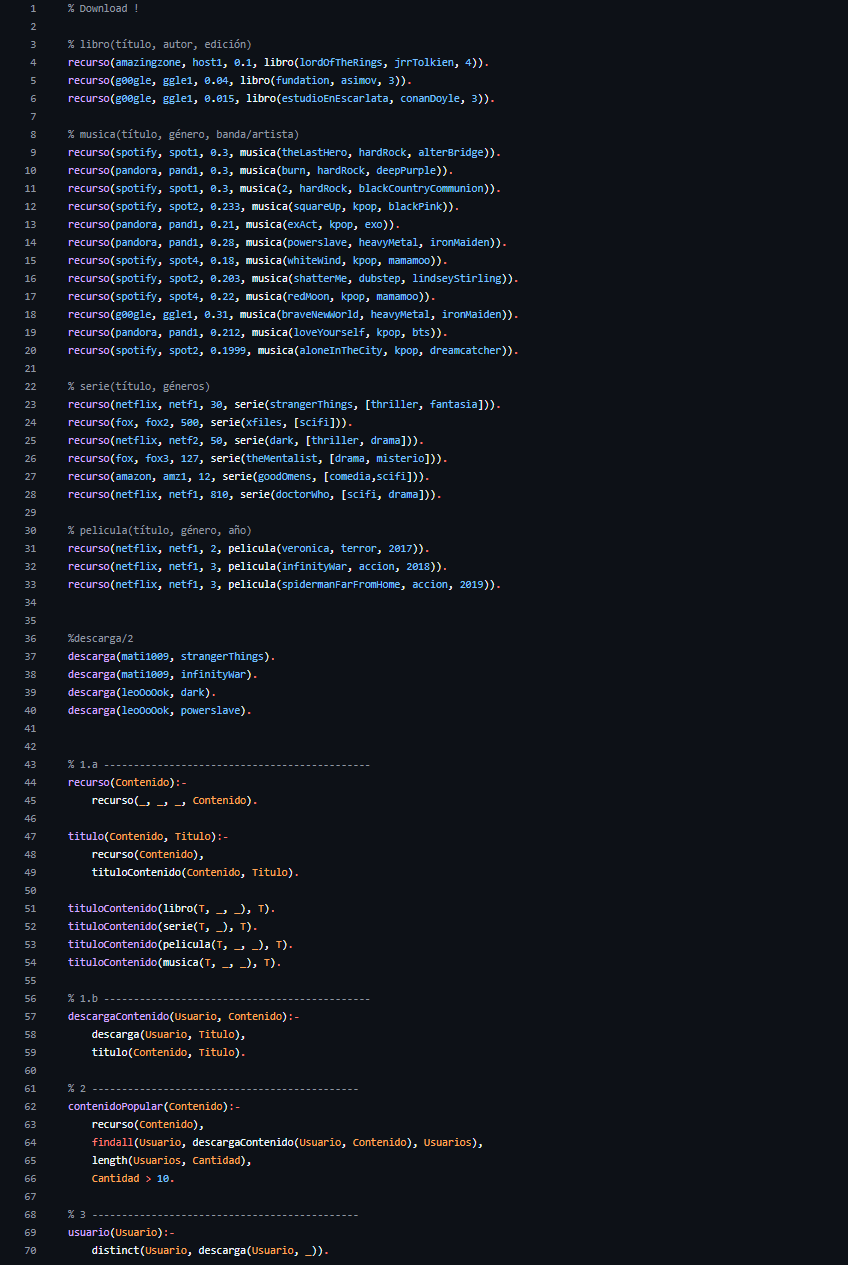 1 % Download !
2
3 % libro(título, autor, edición)
4 recurso(amazingzone, host1, 0.1, libro(lordOfTheRings, jrrTolkien, 4)).
5 recurso(g00gle, ggle1, 0.04, libro(fundation, asimov, 3)).
6 recurso(g00gle, ggle1, 0.015, libro(estudioEnEscarlata, conanDoyle, 3)).
7
8 % musica(título, género, banda/artista)
9 recurso(spotify, spot1, 0.3, musica(theLastHero, hardRock, alterBridge)).
10 recurso(pandora, pand1, 0.3, musica(burn, hardRock, deepPurple)).
11 recurso(spotify, spot1, 0.3, musica(2, hardRock, blackCountryCommunion)).
12 recurso(spotify, spot2, 0.233, musica(squareUp, kpop, blackPink)).
13 recurso(pandora, pand1, 0.21, musica(exAct, kpop, exo)).
14 recurso(pandora, pand1, 0.28, musica(powerslave, heavyMetal, ironMaiden)).
15 recurso(spotify, spot4, 0.18, musica(whiteWind, kpop, mamamoo)).
16 recurso(spotify, spot2, 0.203, musica(shatterMe, dubstep, lindseyStirling)).
17 recurso(spotify, spot4, 0.22, musica(redMoon, kpop, mamamoo)).
18 recurso(g00gle, ggle1, 0.31, musica(braveNewWorld, heavyMetal, ironMaiden)).
19 recurso(pandora, pand1, 0.212, musica(loveYourself, kpop, bts)).
20 recurso(spotify, spot2, 0.1999, musica(aloneInTheCity, kpop, dreamcatcher)).
21
22 % serie(título, géneros)
23 recurso(netflix, netf1, 30, serie(strangerThings, [thriller, fantasia])).
24 recurso(fox, fox2, 500, serie(xfiles, [scifi])).
25 recurso(netflix, netf2, 50, serie(dark, [thriller, drama])).
26 recurso(fox, fox3, 127, serie(theMentalist, [drama, misterio])).
27 recurso(amazon, amz1, 12, serie(goodOmens, [comedia,scifi])).
28 recurso(netflix, netf1, 810, serie(doctorWho, [scifi, drama])).
29
30 % pelicula(título, género, año)
31 recurso(netflix, netf1, 2, pelicula(veronica, terror, 2017)).
32 recurso(netflix, netf1, 3, pelicula(infinityWar, accion, 2018)).
33 recurso(netflix, netf1, 3, pelicula(spidermanFarFromHome, accion, 2019)).
34
35
36 %descarga/2
37 descarga(mati1009, strangerThings).
38 descarga(mati1009, infinityWar).
39 descarga(leoOoOok, dark).
40 descarga(leoOoOok, powerslave).
41
42
43 % 1.a ---------------------------------------------
44 recurso(Contenido):-
45 recurso(_, _, _, Contenido).
46
47 titulo(Contenido, Titulo):-
48 recurso(Contenido),
49 tituloContenido(Contenido, Titulo).
50
51 tituloContenido(libro(T, _, _), T).
52 tituloContenido(serie(T, _), T).
53 tituloContenido(pelicula(T, _, _), T).
54 tituloContenido(musica(T, _, _), T).
55
56 % 1.b ---------------------------------------------
57 descargaContenido(Usuario, Contenido):-
58 descarga(Usuario, Titulo),
59 titulo(Contenido, Titulo).
60
61 % 2 ---------------------------------------------
62 contenidoPopular(Contenido):-
63 recurso(Contenido),
64 findall(Usuario, descargaContenido(Usuario, Contenido), Usuarios),
65 length(Usuarios, Cantidad),
66 Cantidad > 10.
67
68 % 3 ---------------------------------------------
69 usuario(Usuario):-
70 distinct(Usuario, descarga(Usuario, _)).